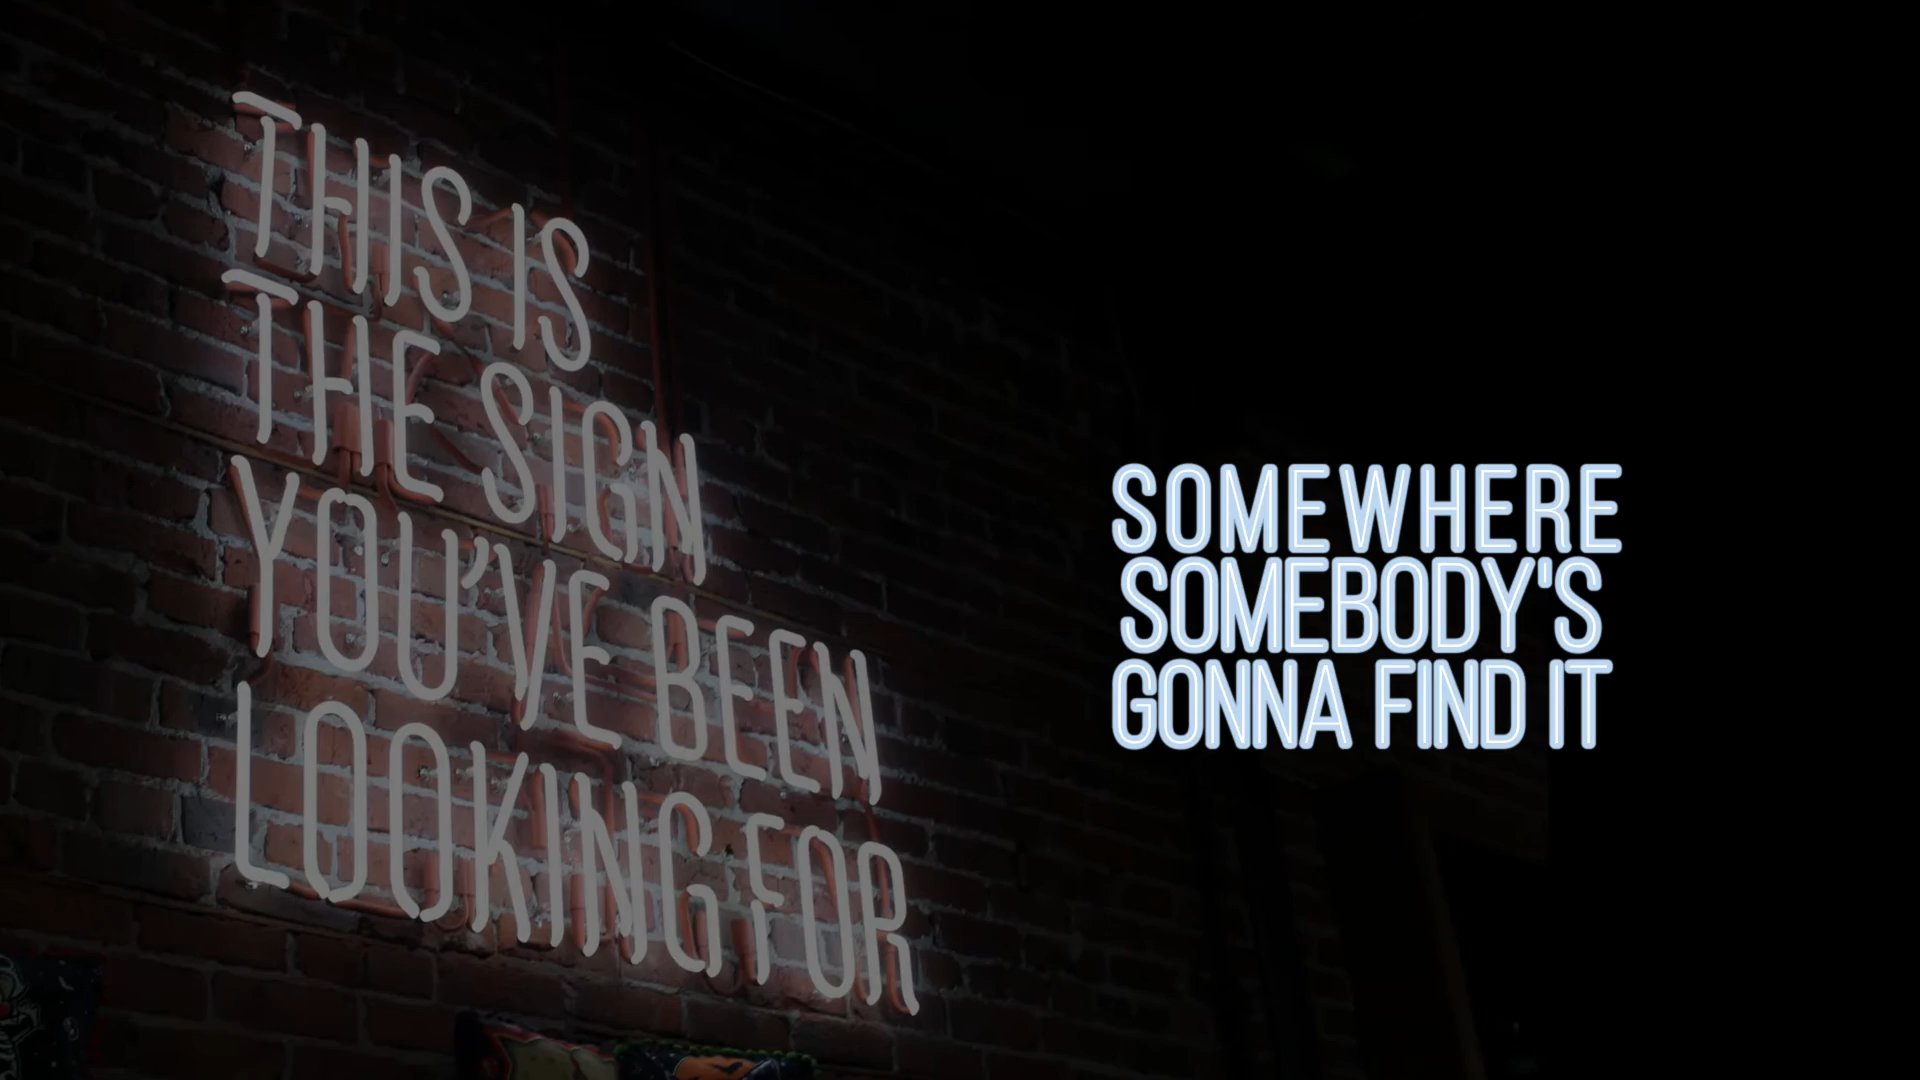 THIS IS
THE SIGN
YOU'VE BEEN
LOOKING FOR
SOMEWHERE
SOMEBODY'S
GONNA FIND IT